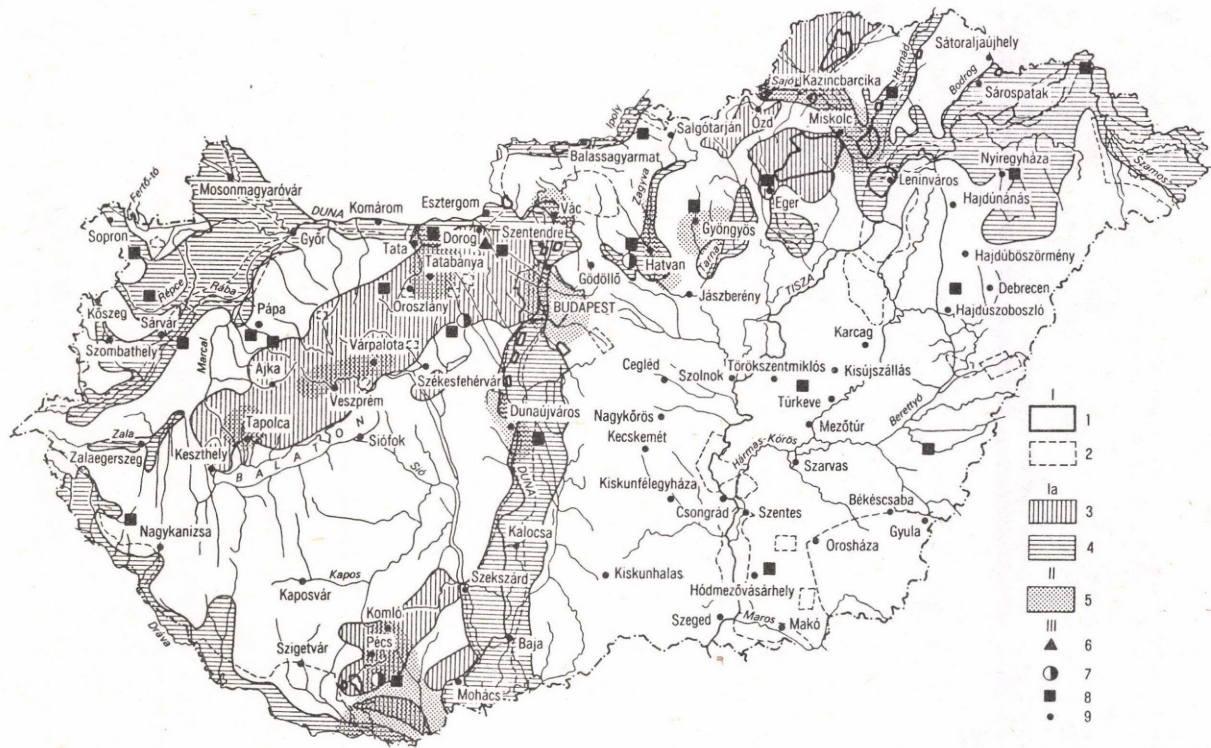 Sátoraljaújhely
Hernád
Bodrog
Sajó
Kazincbarcika
Sárospatak
Ipoly
Salgótarján
Ózd
Miskolc
Szamos
Balassagyarmat
Nyíregyháza
Fertő-tó
Mosonmagyaróvár
Zagyva
Leninváros
Esztergom
Vác
Eger
Hajdúnánás
DUNA
Komárom
Sopron
Győr
Dorog
Szentendre
Gyöngyös
Tata
Tarna
Hatvan
Tatabánya
Gödöllő
Hajdúböszörmény
TISZA
Répce
Rába
Oroszlány
BUDAPEST
Jászberény
Debrecen
Kőszeg
Pápa
Sárvár
Hajduszoboszló
Várpalota
Karcag
Szombathely
Marcal
Ajka
Székesfehérvár
Cegléd
Szolnok
Törökszentmiklós
Kisújszállás
Veszprém
Dunaújváros
Túrkeve
Berettyó
Tapolca
Nagykőrös
Zala
Siófok
Mezőtúr
Kecskemét
Zalaegerszeg
Keszthely
BALATON
Hármas-Körös
Sió
DUNA
Szarvas
Kiskunfélegyháza
Békéscsaba
Csongrád
Szentes
Nagykanizsa
Kalocsa
Gyula
Orosháza
Kapos
Szekszárd
Kiskunhalas
Kaposvár
Hódmezővásárhely
Komló
Szeged
Maros
Makó
Dráva
Pécs
Baja
Szigetvár
Mohács
I
1
2
Ia
3
4
II
5
III
6
7
8
9